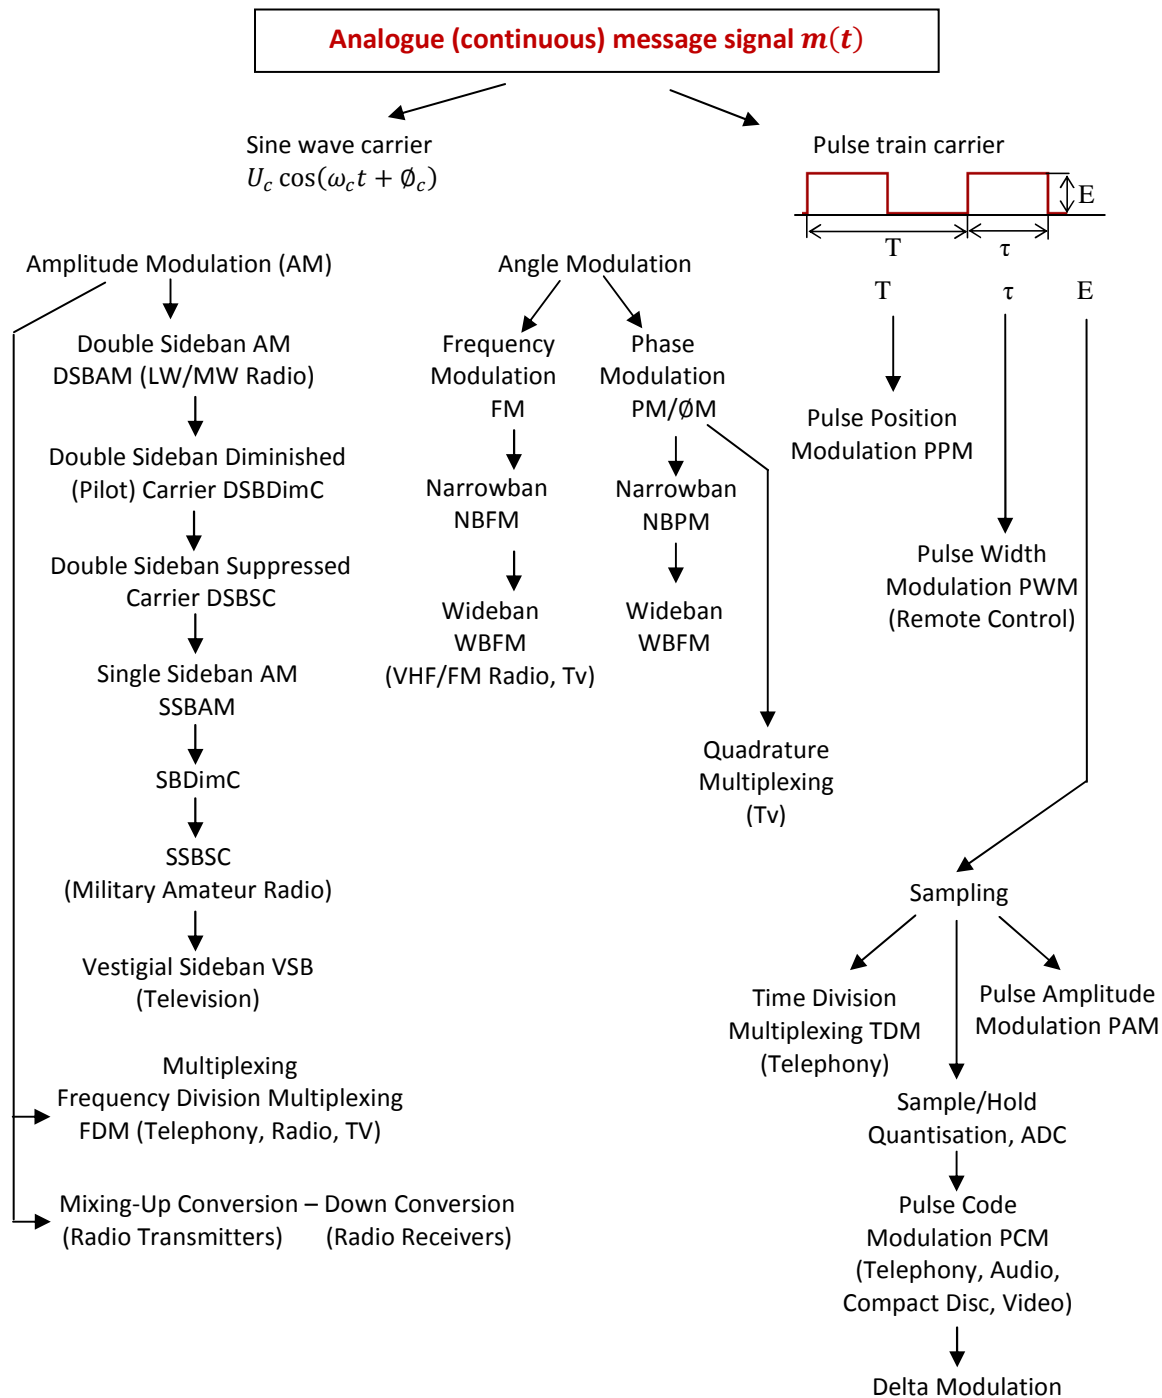 Analogue (continuous) message signal m(t)
Sine wave carrier
U_c cos(ω_c t + Ø_c)
Pulse train carrier
E
T
τ
Amplitude Modulation (AM)
Angle Modulation
T
τ
E
Double Sideban AM
DSBAM (LW/MW Radio)
Double Sideban Diminished
(Pilot) Carrier DSBDimC
Double Sideban Suppressed
Carrier DSBSC
Single Sideban AM
SSBAM
SBDimC
SSBSC
(Military Amateur Radio)
Vestigial Sideban VSB
(Television)
Multiplexing
Frequency Division Multiplexing
FDM (Telephony, Radio, TV)
Mixing-Up Conversion – Down Conversion
(Radio Transmitters) (Radio Receivers)
Frequency
Modulation
FM
Narrowban
NBFM
Wideban
WBFM
(VHF/FM Radio, Tv)
Phase
Modulation
PM/ØM
Narrowban
NBPM
Wideban
WBFM
Quadrature
Multiplexing
(Tv)
Pulse Position
Modulation PPM
Pulse Width
Modulation PWM
(Remote Control)
Sampling
Time Division
Multiplexing TDM
(Telephony)
Pulse Amplitude
Modulation PAM
Sample/Hold
Quantisation, ADC
Pulse Code
Modulation PCM
(Telephony, Audio,
Compact Disc, Video)
Delta Modulation